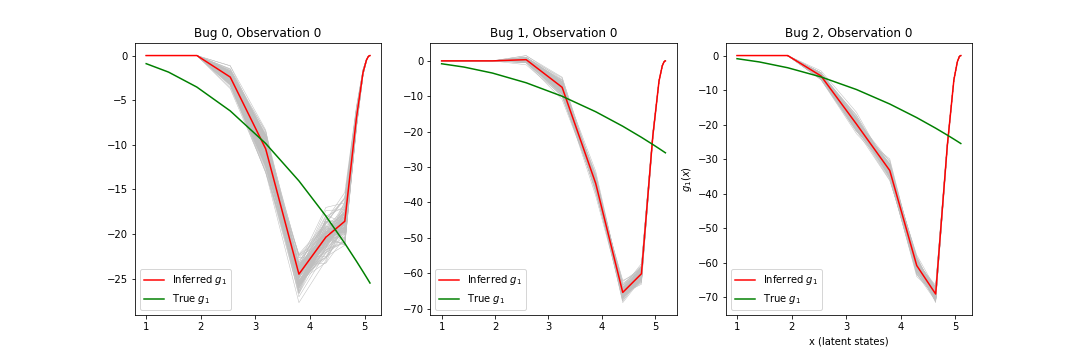 Bug 0, Observation 0
0
−5
−10
−15
−20
−25
1 2 3 4 5
Inferred g₁
True g₁
Bug 1, Observation 0
0
−10
−20
−30
−40
−50
−60
−70
1 2 3 4 5
Inferred g₁
True g₁
Bug 2, Observation 0
g₁(x)
0
−10
−20
−30
−40
−50
−60
−70
1 2 3 4 5
x (latent states)
Inferred g₁
True g₁